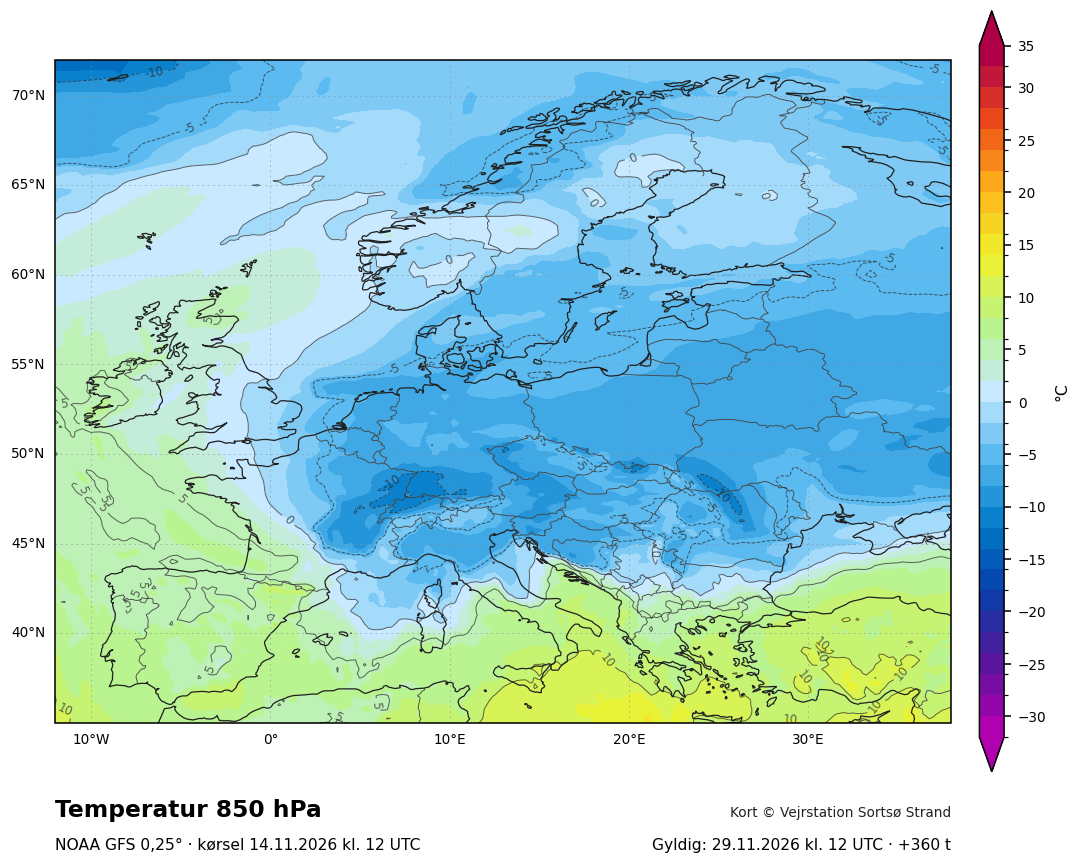 70°N
65°N
60°N
55°N
50°N
45°N
40°N
10°W
0°
10°E
20°E
30°E
35
30
25
20
15
10
5
0
−5
−10
−15
−20
−25
−30
°C
Temperatur 850 hPa
Kort © Vejrstation Sortsø Strand
NOAA GFS 0,25° · kørsel 14.11.2026 kl. 12 UTC
Gyldig: 29.11.2026 kl. 12 UTC · +360 t